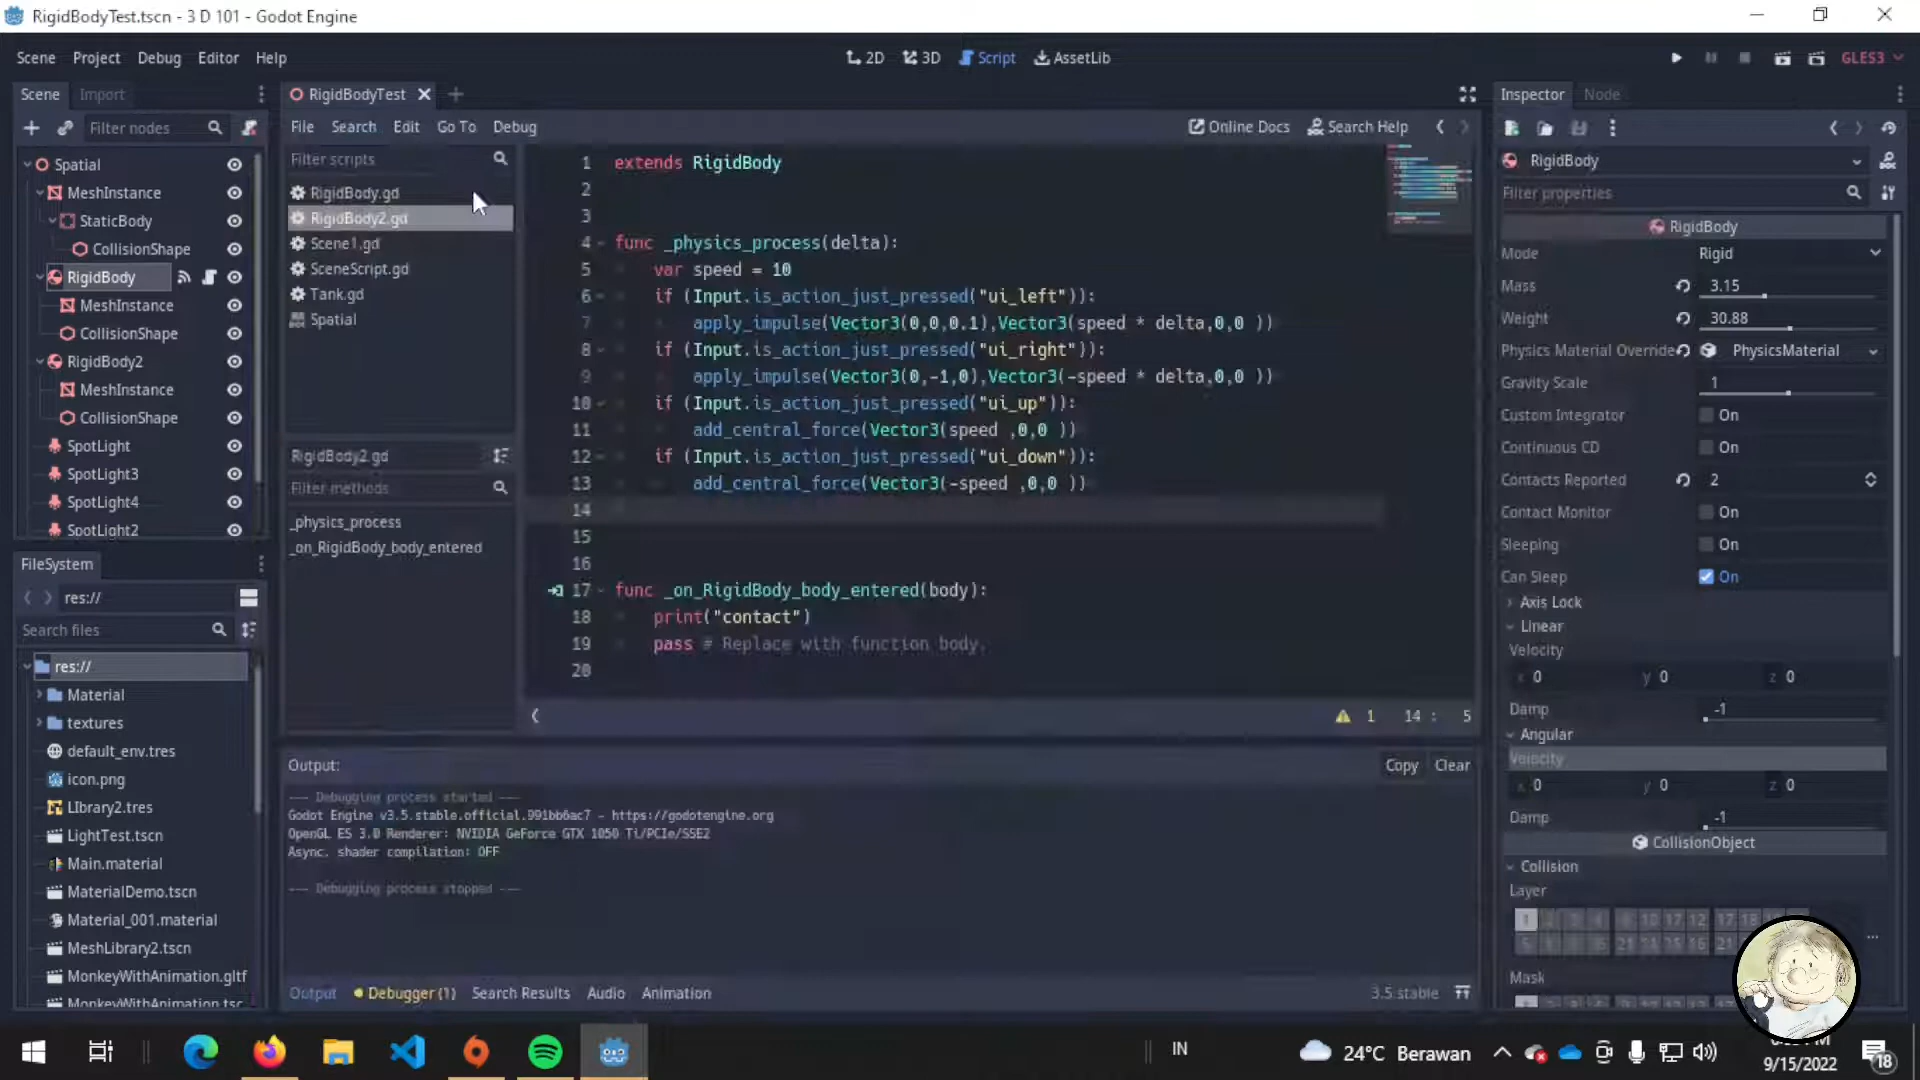 RigidBodyTest.tscn - 3 D 101 - Godot Engine
Scene Project Debug Editor Help
2D 3D Script AssetLib
GLES3
Scene Import
Filter nodes
Spatial
MeshInstance
StaticBody
CollisionShape
RigidBody
MeshInstance
CollisionShape
RigidBody2
MeshInstance
CollisionShape
SpotLight
SpotLight3
SpotLight4
SpotLight2
FileSystem
res://
Search files
res://
Material
textures
default_env.tres
icon.png
LIbrary2.tres
LightTest.tscn
Main.material
MaterialDemo.tscn
Material_001.material
MeshLibrary2.tscn
MonkeyWithAnimation.gltf
MonkeyWithAnimation.tsc
RigidBodyTest
File Search Edit Go To Debug
Online Docs Search Help
Filter scripts
RigidBody.gd
RigidBody2.gd
Scene1.gd
SceneScript.gd
Tank.gd
Spatial
RigidBody2.gd
Filter methods
_physics_process
_on_RigidBody_body_entered
1 extends RigidBody
2
3
4 func _physics_process(delta):
5 var speed = 10
6 if (Input.is_action_just_pressed("ui_left")):
7 apply_impulse(Vector3(0,0,0.1),Vector3(speed * delta,0,0 ))
8 if (Input.is_action_just_pressed("ui_right")):
9 apply_impulse(Vector3(0,-1,0),Vector3(-speed * delta,0,0 ))
10 if (Input.is_action_just_pressed("ui_up")):
11 add_central_force(Vector3(speed ,0,0 ))
12 if (Input.is_action_just_pressed("ui_down")):
13 add_central_force(Vector3(-speed ,0,0 ))
14
15
16
17 func _on_RigidBody_body_entered(body):
18 print("contact")
19 pass # Replace with function body.
20
1 14 : 5
Output:
Copy Clear
--- Debugging process started ---
Godot Engine v3.5.stable.official.991bb6ac7 - https://godotengine.org
OpenGL ES 3.0 Renderer: NVIDIA GeForce GTX 1050 Ti/PCIe/SSE2
Async. shader compilation: OFF
--- Debugging process stopped ---
Output Debugger (1) Search Results Audio Animation
3.5.stable
Inspector Node
RigidBody
Filter properties
RigidBody
Mode Rigid
Mass 3.15
Weight 30.88
Physics Material Override PhysicsMaterial
Gravity Scale 1
Custom Integrator On
Continuous CD On
Contacts Reported 2
Contact Monitor On
Sleeping On
Can Sleep On
Axis Lock
Linear
Velocity
x 0 y 0 z 0
Damp -1
Angular
Velocity
x 0 y 0 z 0
Damp -1
CollisionObject
Collision
Layer
Mask
IN
24°C Berawan
9/15/2022
18